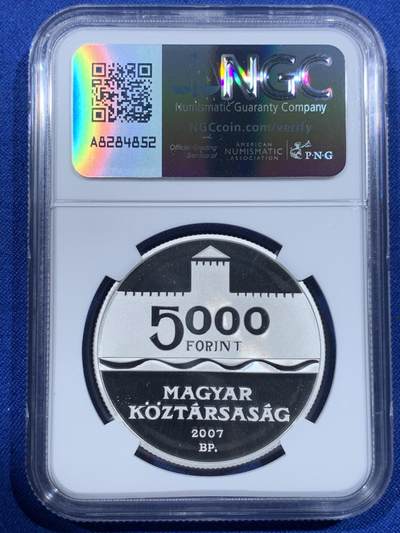 NGC
Numismatic Guaranty Company
NGCcoin.com/verify
A8284852
Official Grading
Service of
AMERICAN
NUMISMATIC
ASSOCIATION
P·N·G
5000
FORINT
MAGYAR
KÖZTÁRSASÁG
2007
BP.